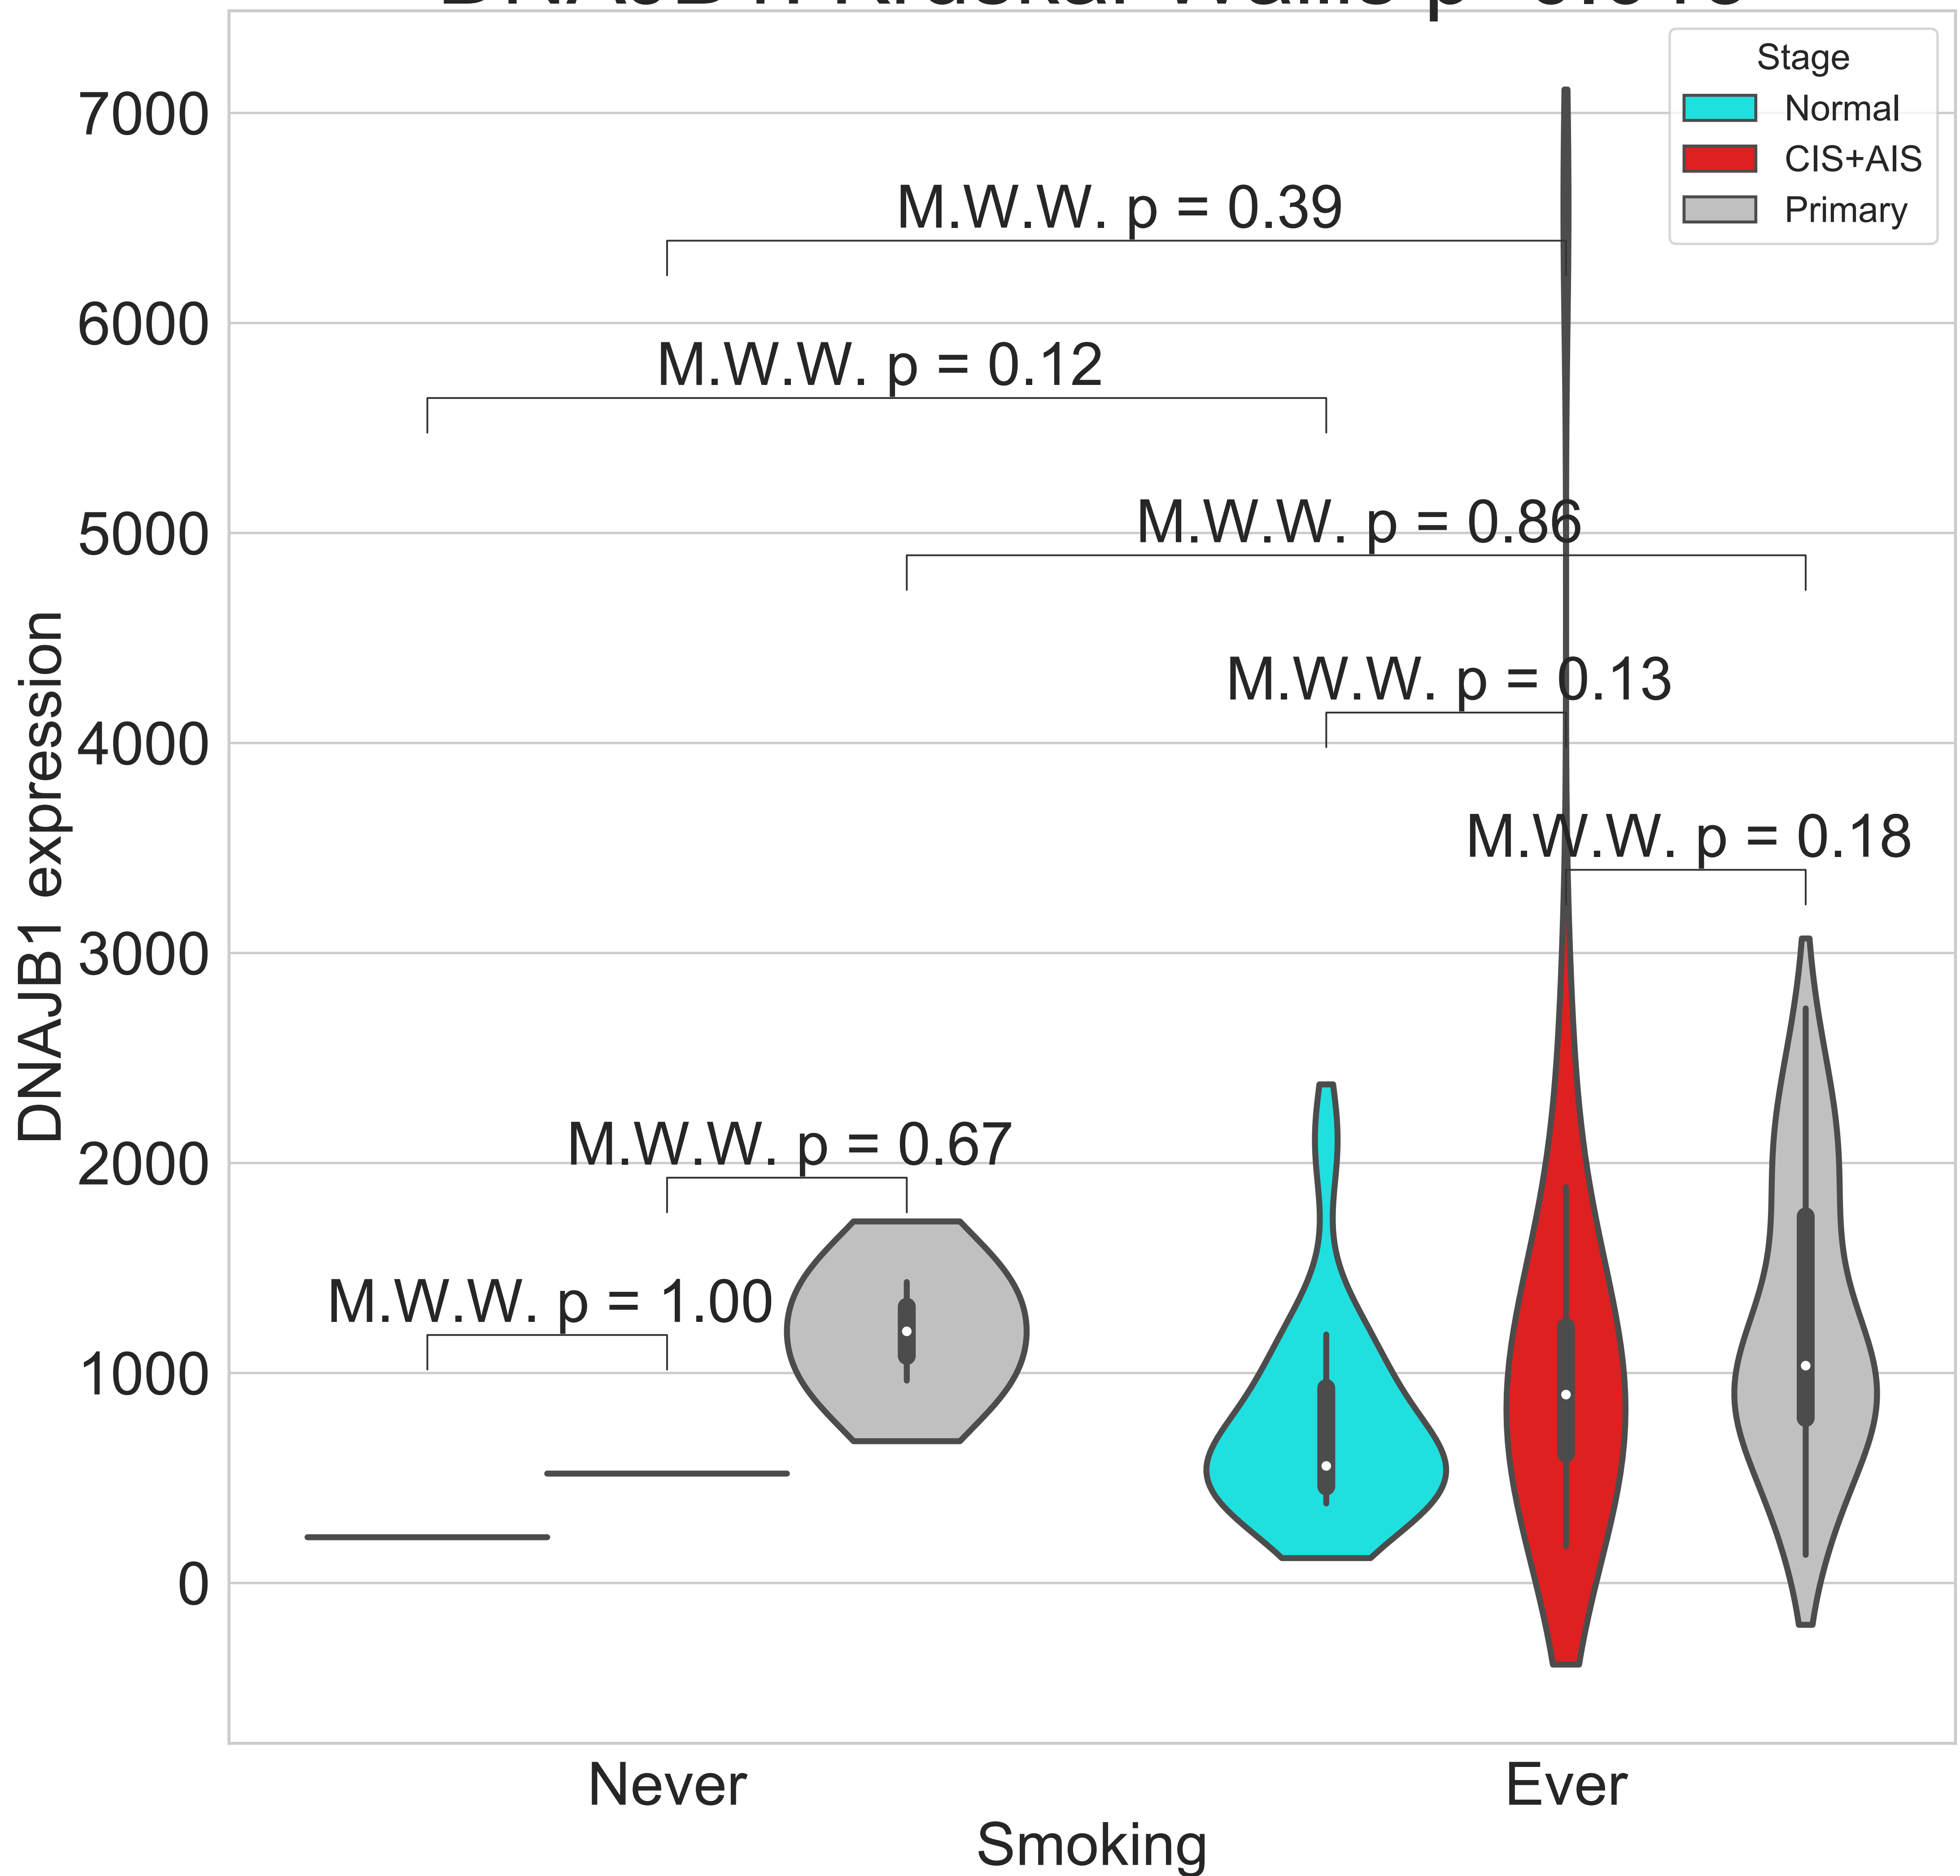 Stage
Normal
CIS+AIS
Primary
7000
6000
5000
4000
3000
2000
1000
0
DNAJB1 expression
M.W.W. p = 0.39
M.W.W. p = 0.12
M.W.W. p = 0.86
M.W.W. p = 0.13
M.W.W. p = 0.18
M.W.W. p = 0.67
M.W.W. p = 1.00
Never
Ever
Smoking